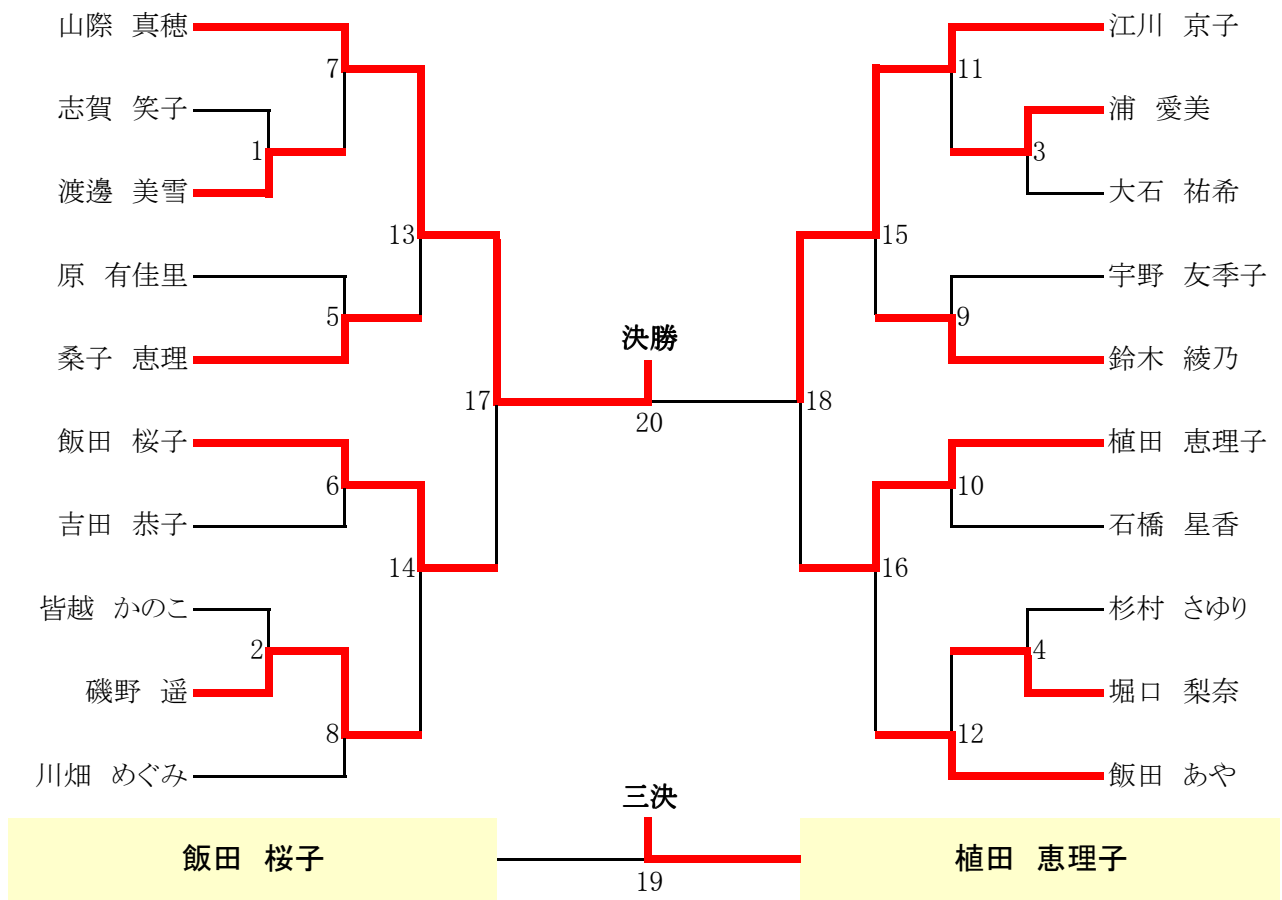 山際 真穂
江川 京子
7
11
志賀 笑子
浦 愛美
1
3
渡邊 美雪
大石 祐希
13
15
原 有佳里
宇野 友季子
5
9
決勝
桑子 恵理
鈴木 綾乃
17
18
20
飯田 桜子
植田 恵理子
6
10
吉田 恭子
石橋 星香
14
16
皆越 かのこ
杉村 さゆり
2
4
磯野 遥
堀口 梨奈
8
12
川畑 めぐみ
飯田 あや
三決
飯田 桜子
植田 恵理子
19